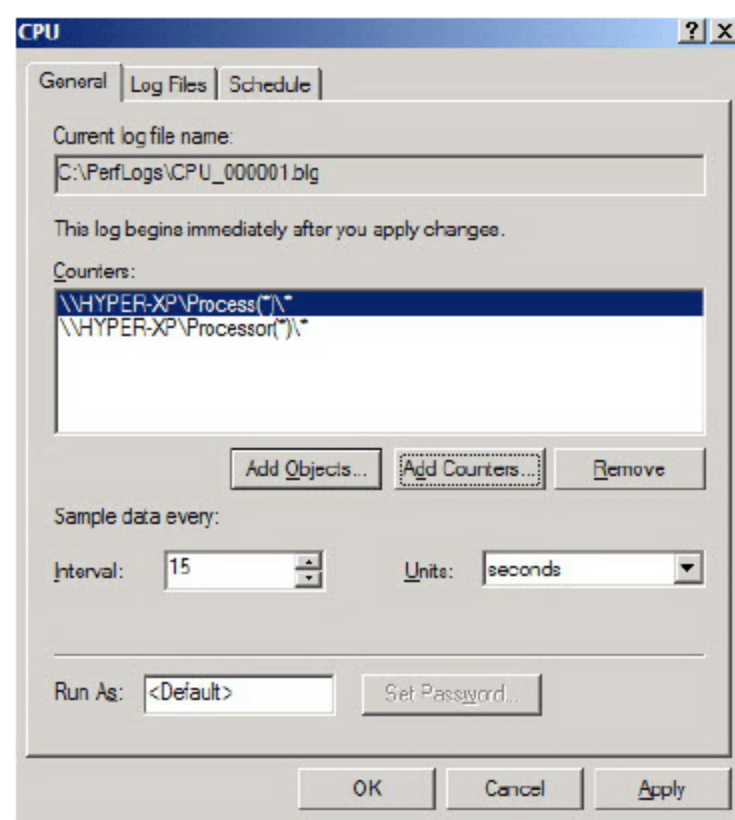 CPU
General Log Files Schedule
Current log file name:
C:\PerfLogs\CPU_000001.blg
This log begins immediately after you apply changes.
Counters:
\\HYPER-XP\Process(*)\*
\\HYPER-XP\Processor(*)\*
Add Objects... Add Counters... Remove
Sample data every:
Interval: 15 Units: seconds
Run As: <Default> Set Password...
OK Cancel Apply